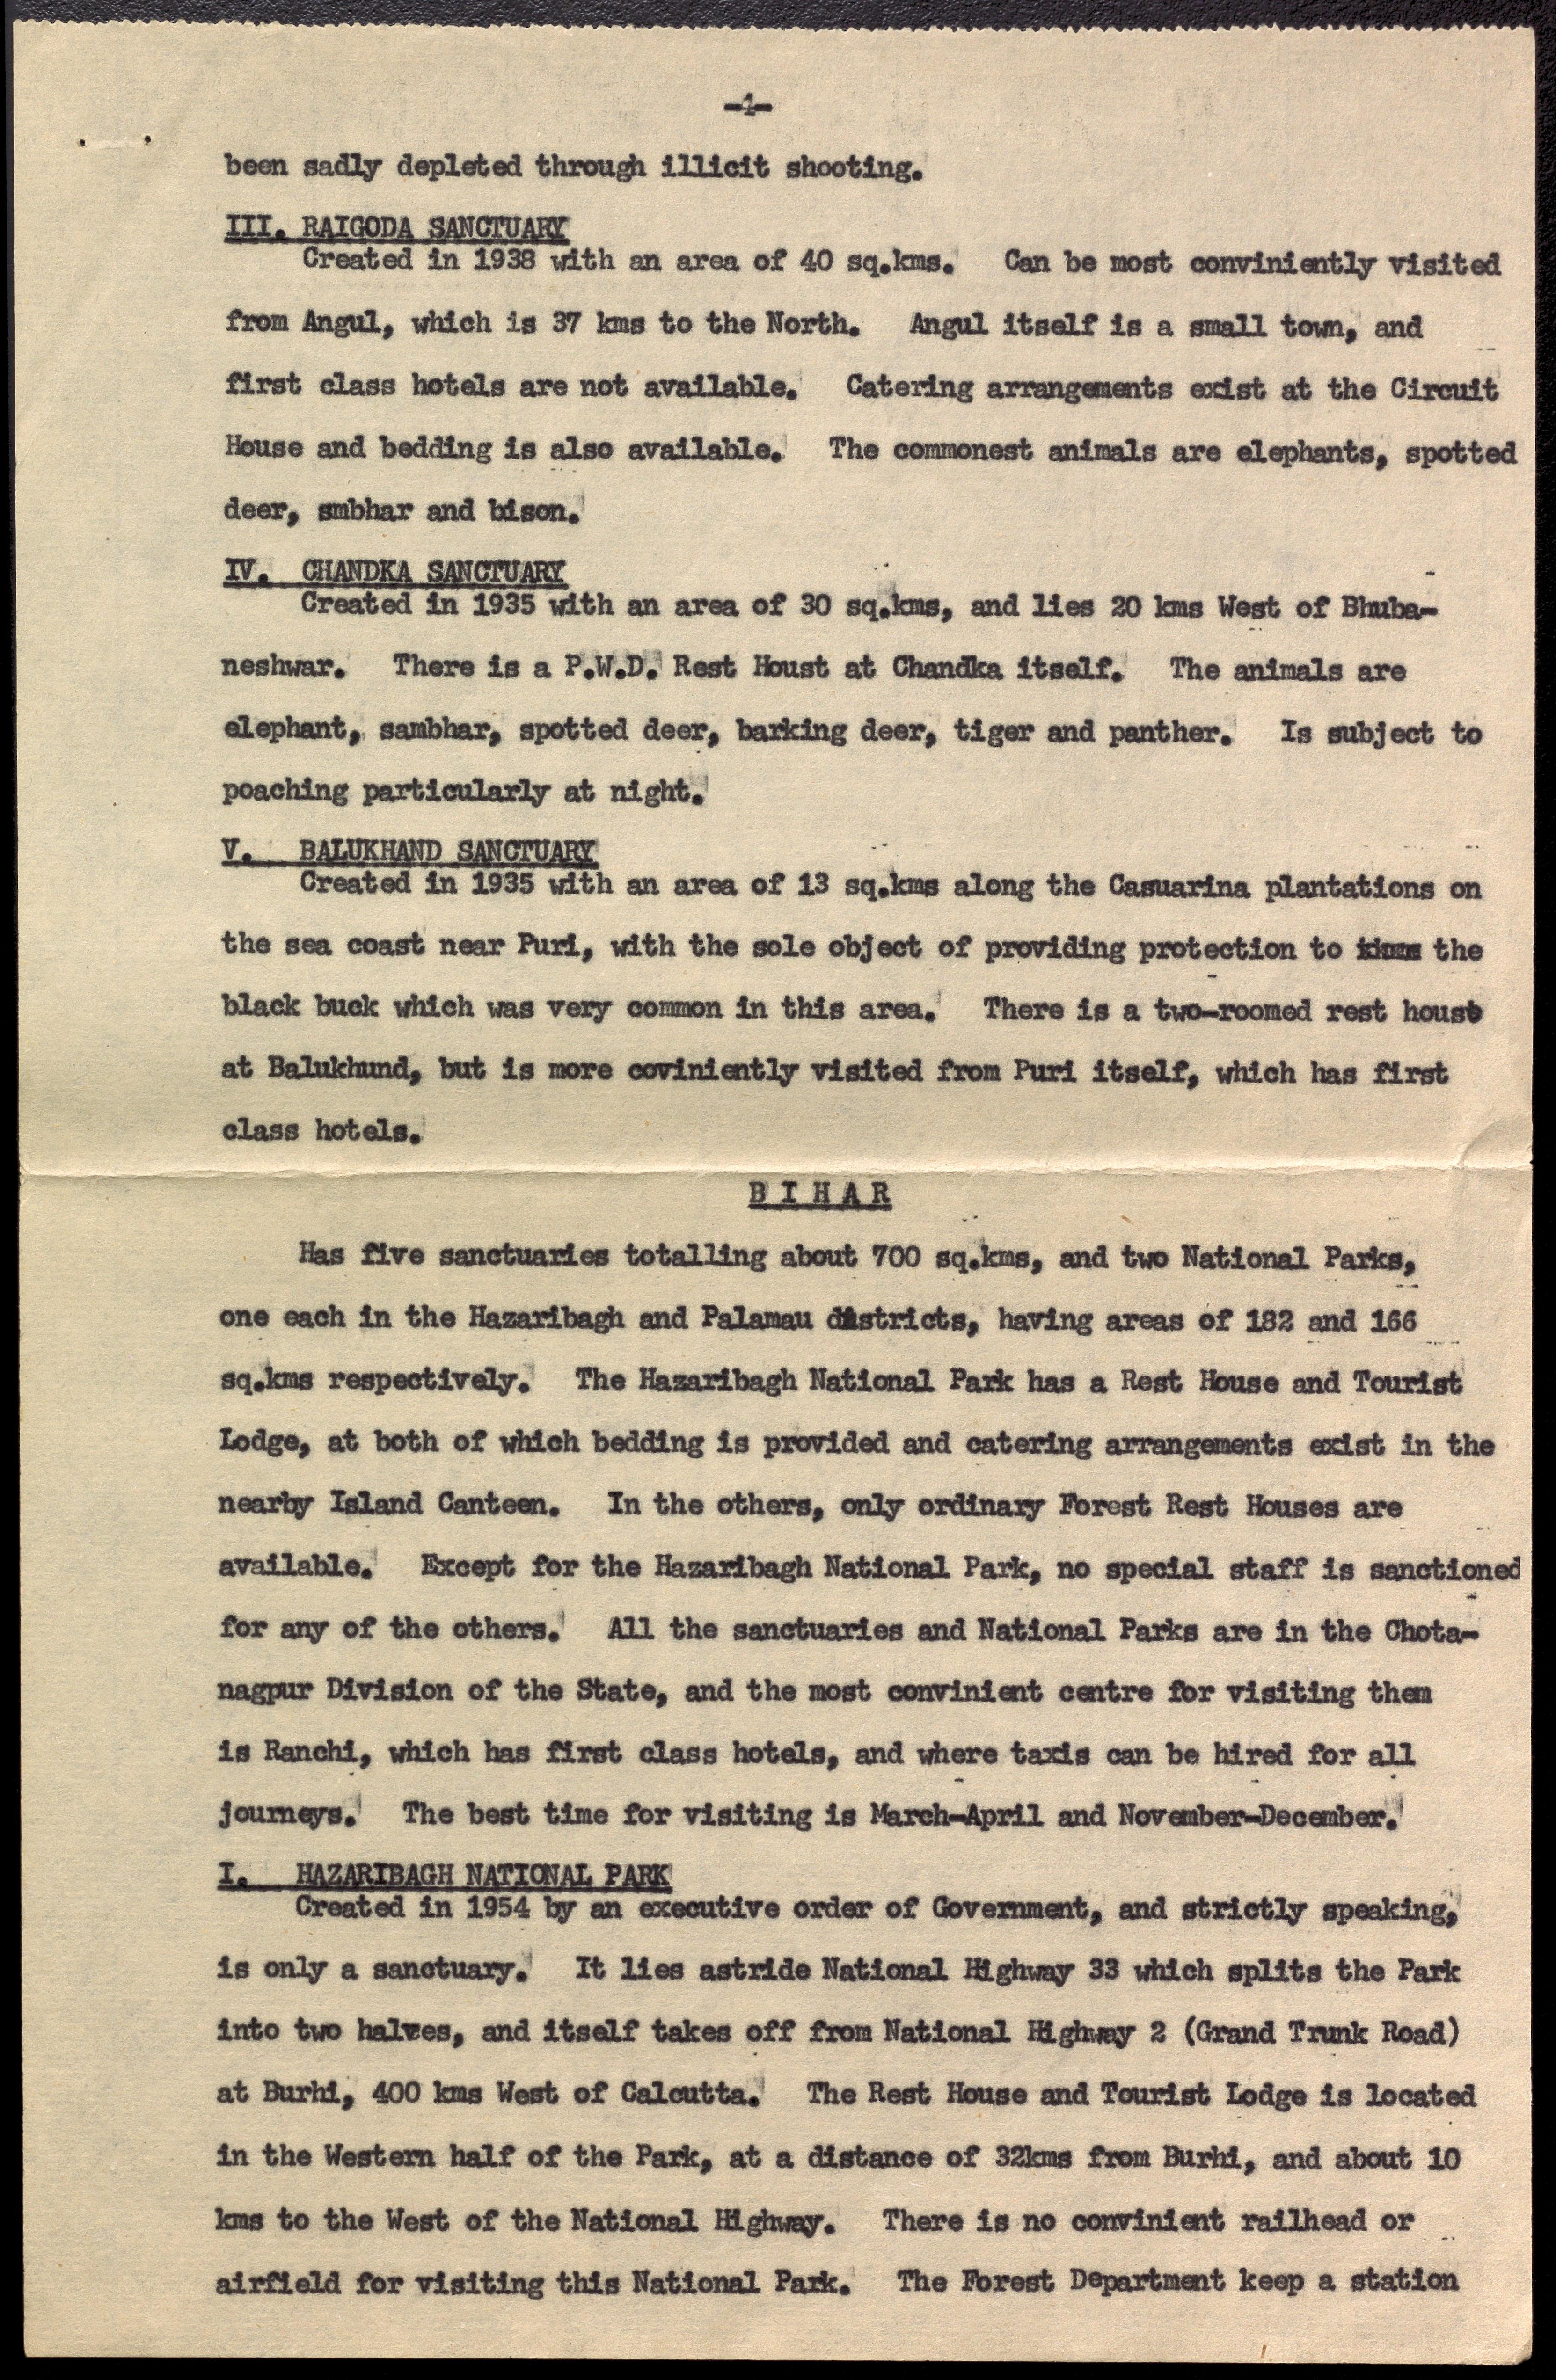 -4-
been sadly depleted through illicit shooting.
III. RAIGODA SANCTUARY
Created in 1938 with an area of 40 sq.kms. Can be most conviniently visited
from Angul, which is 37 kms to the North. Angul itself is a small town, and
first class hotels are not available. Catering arrangements exist at the Circuit
House and bedding is also available. The commonest animals are elephants, spotted
deer, smbhar and bison.
IV. CHANDKA SANCTUARY
Created in 1935 with an area of 30 sq.kms, and lies 20 kms West of Bhuba-
neshwar. There is a P.W.D. Rest Houst at Chandka itself. The animals are
elephant, sambhar, spotted deer, barking deer, tiger and panther. Is subject to
poaching particularly at night.
V. BALUKHAND SANCTUARY
Created in 1935 with an area of 13 sq.kms along the Casuarina plantations on
the sea coast near Puri, with the sole object of providing protection to the
black buck which was very common in this area. There is a two-roomed rest house
at Balukhund, but is more coviniently visited from Puri itself, which has first
class hotels.
B I H A R
Has five sanctuaries totalling about 700 sq.kms, and two National Parks,
one each in the Hazaribagh and Palamau districts, having areas of 182 and 166
sq.kms respectively. The Hazaribagh National Park has a Rest House and Tourist
Lodge, at both of which bedding is provided and catering arrangements exist in the
nearby Island Canteen. In the others, only ordinary Forest Rest Houses are
available. Except for the Hazaribagh National Park, no special staff is sanctioned
for any of the others. All the sanctuaries and National Parks are in the Chota-
nagpur Division of the State, and the most convinient centre for visiting them
is Ranchi, which has first class hotels, and where taxis can be hired for all
journeys. The best time for visiting is March-April and November-December.
I. HAZARIBAGH NATIONAL PARK
Created in 1954 by an executive order of Government, and strictly speaking,
is only a sanctuary. It lies astride National Highway 33 which splits the Park
into two halves, and itself takes off from National Highway 2 (Grand Trunk Road)
at Burhi, 400 kms West of Calcutta. The Rest House and Tourist Lodge is located
in the Western half of the Park, at a distance of 32kms from Burhi, and about 10
kms to the West of the National Highway. There is no convinient railhead or
airfield for visiting this National Park. The Forest Department keep a station